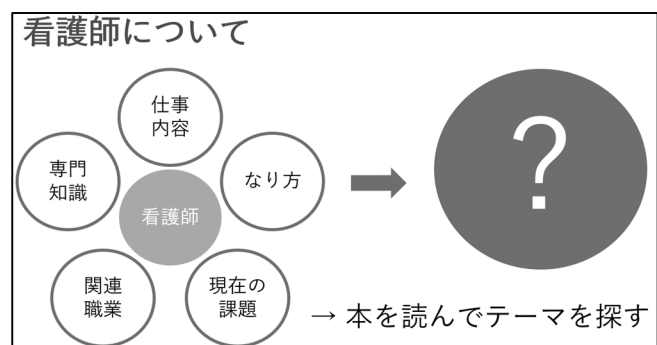 看護師について
仕事
内容
専門
知識
なり方
看護師
関連
職業
現在の
課題
?
→ 本を読んでテーマを探す